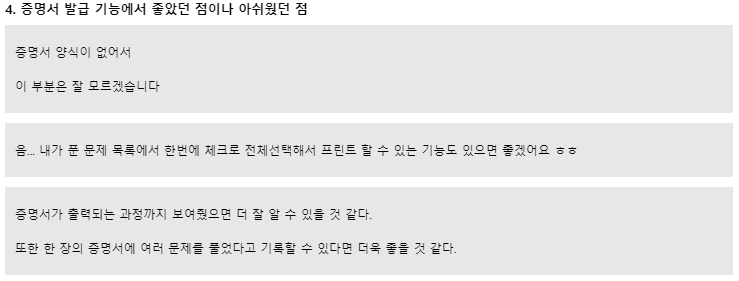 4. 증명서 발급 기능에서 좋았던 점이나 아쉬웠던 점
증명서 양식이 없어서
이 부분은 잘 모르겠습니다
음... 내가 푼 문제 목록에서 한번에 체크로 전체선택해서 프린트 할 수 있는 기능도 있으면 좋겠어요 ㅎㅎ
증명서가 출력되는 과정까지 보여줬으면 더 잘 알 수 있을 것 같다.
또한 한 장의 증명서에 여러 문제를 풀었다고 기록할 수 있다면 더욱 좋을 것 같다.